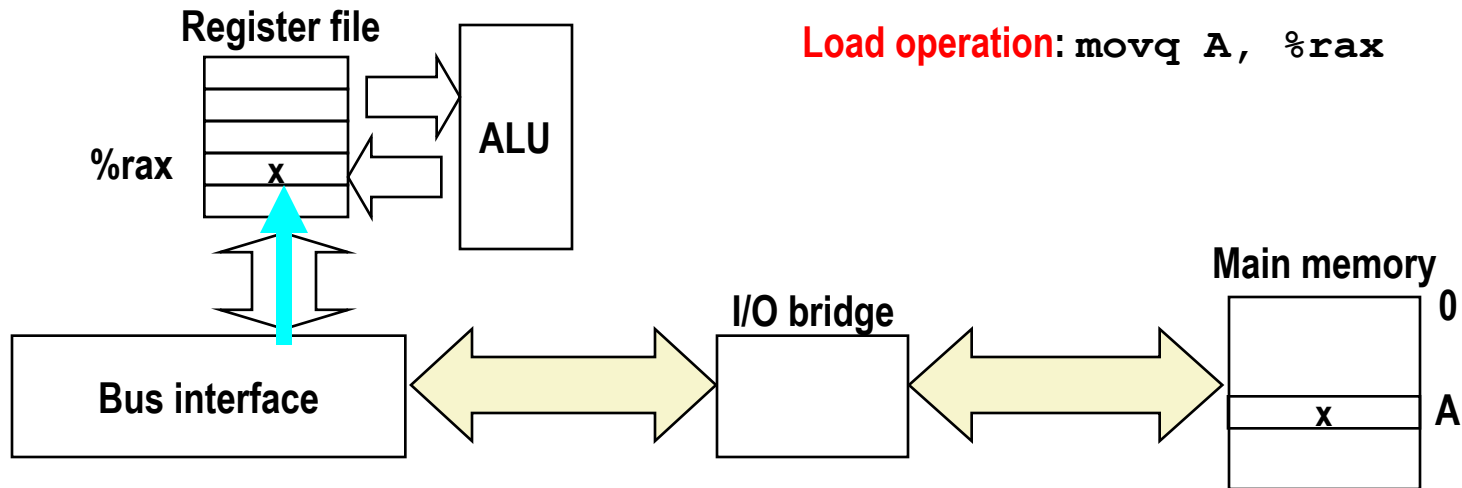 Register file
Load operation: movq A, %rax
ALU
%rax
x
Main memory
0
I/O bridge
Bus interface
x
A